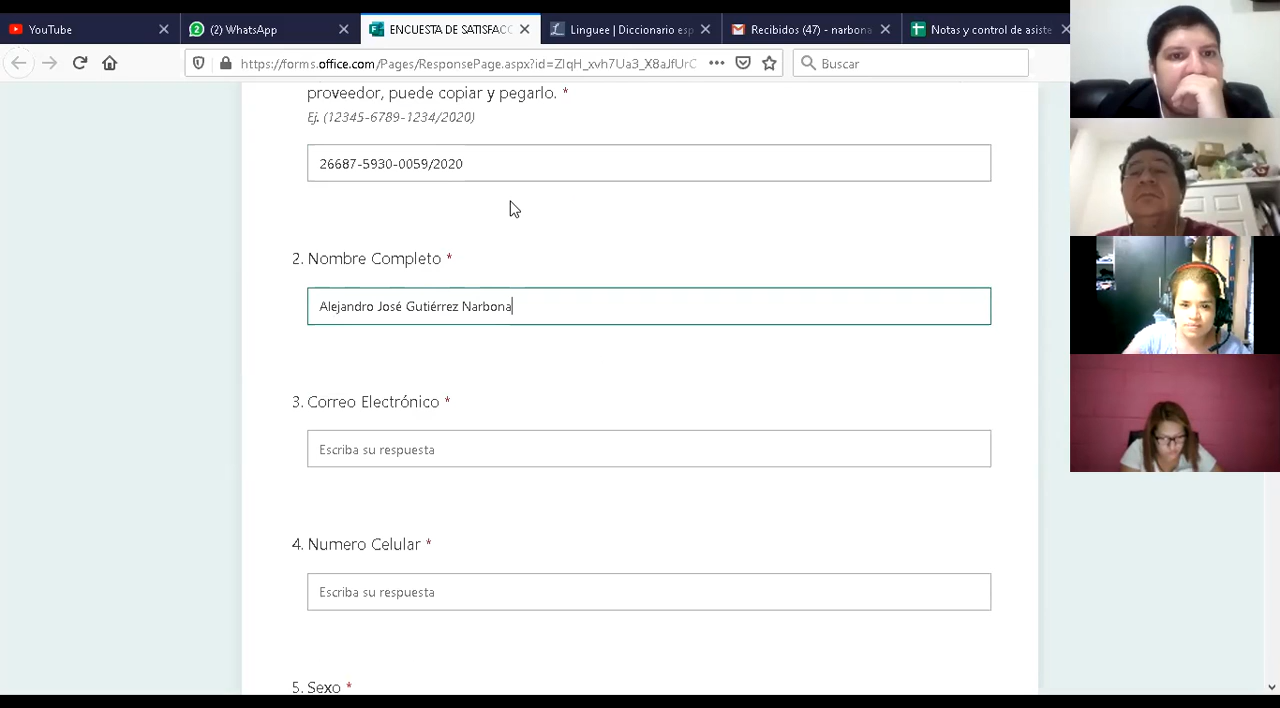 YouTube
(2) WhatsApp
ENCUESTA DE SATISFACC
Linguee | Diccionario esp
Recibidos (47) - narbona
Notas y control de asiste
https://forms.office.com/Pages/ResponsePage.aspx?id=ZIqH_xvh7Ua3_X8aJfUrC
Buscar
proveedor, puede copiar y pegarlo. *
Ej. (12345-6789-1234/2020)
26687-5930-0059/2020
2. Nombre Completo *
Alejandro José Gutiérrez Narbona
3. Correo Electrónico *
Escriba su respuesta
4. Numero Celular *
Escriba su respuesta
5. Sexo *